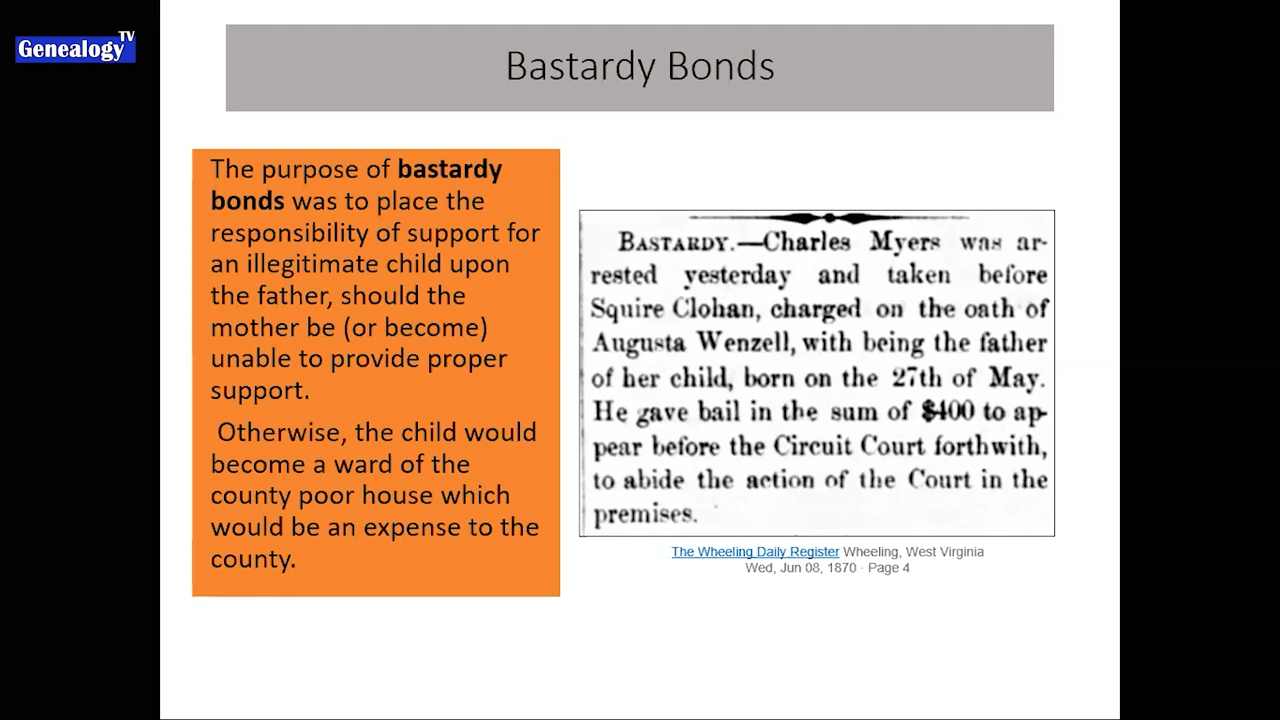 Genealogy TV
Bastardy Bonds
The purpose of bastardy
bonds was to place the
responsibility of support for
an illegitimate child upon
the father, should the
mother be (or become)
unable to provide proper
support.
Otherwise, the child would
become a ward of the
county poor house which
would be an expense to the
county.
BASTARDY.—Charles Myers was ar-
rested yesterday and taken before
Squire Clohan, charged on the oath of
Augusta Wenzell, with being the father
of her child, born on the 27th of May.
He gave bail in the sum of $400 to ap-
pear before the Circuit Court forthwith,
to abide the action of the Court in the
premises.
The Wheeling Daily Register Wheeling, West Virginia
Wed, Jun 08, 1870 · Page 4